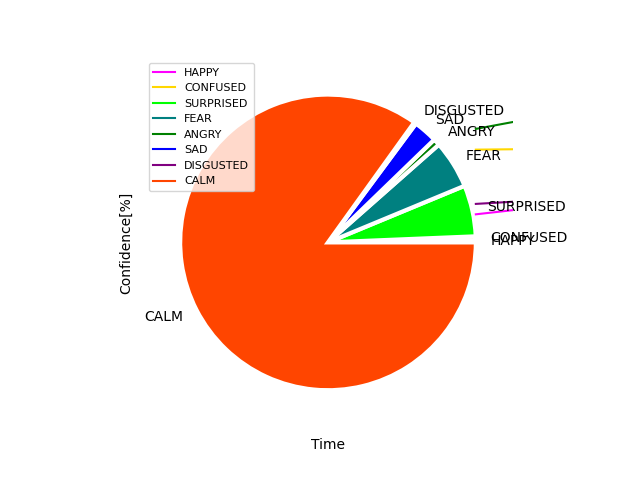 HAPPY
CONFUSED
SURPRISED
FEAR
ANGRY
SAD
DISGUSTED
CALM
DISGUSTED
SAD
ANGRY
FEAR
SURPRISED
CONFUSED
HAPPY
CALM
Confidence[%]
Time